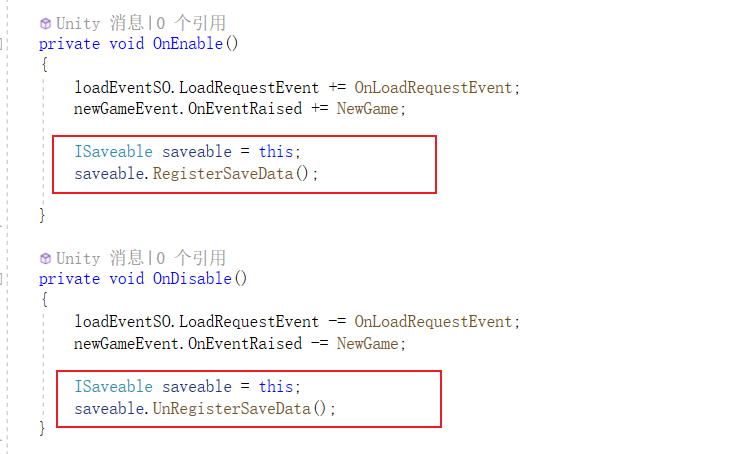 Unity 消息|0 个引用
private void OnEnable()
{
loadEventSO.LoadRequestEvent += OnLoadRequestEvent;
newGameEvent.OnEventRaised += NewGame;
ISaveable saveable = this;
saveable.RegisterSaveData();
}
Unity 消息|0 个引用
private void OnDisable()
{
loadEventSO.LoadRequestEvent -= OnLoadRequestEvent;
newGameEvent.OnEventRaised -= NewGame;
ISaveable saveable = this;
saveable.UnRegisterSaveData();
}